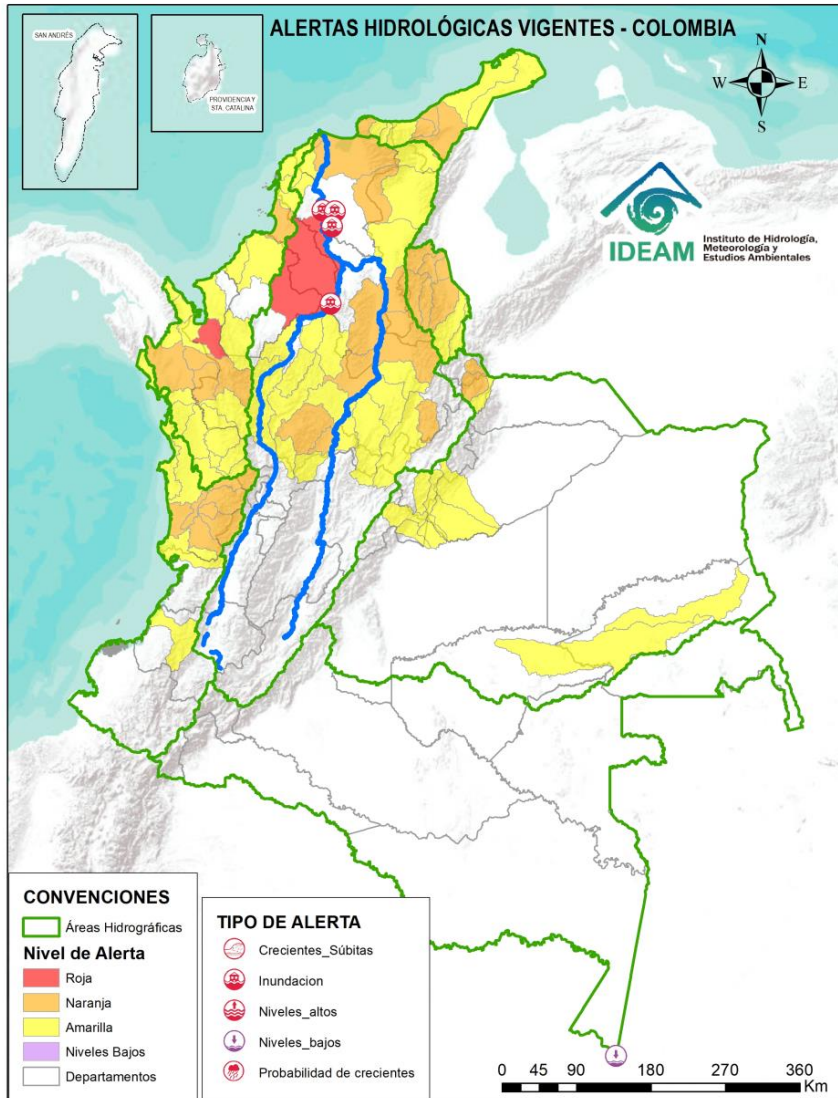 ALERTAS HIDROLÓGICAS VIGENTES - COLOMBIA
SAN ANDRÉS
PROVIDENCIA Y
STA. CATALINA
N
W
E
S
IDEAM
Instituto de Hidrología,
Meteorología y
Estudios Ambientales
CONVENCIONES
Áreas Hidrográficas
Nivel de Alerta
Roja
Naranja
Amarilla
Niveles Bajos
Departamentos
TIPO DE ALERTA
Crecientes_Súbitas
Inundacion
Niveles_altos
Niveles_bajos
Probabilidad de crecientes
0 45 90 180 270 360
Km